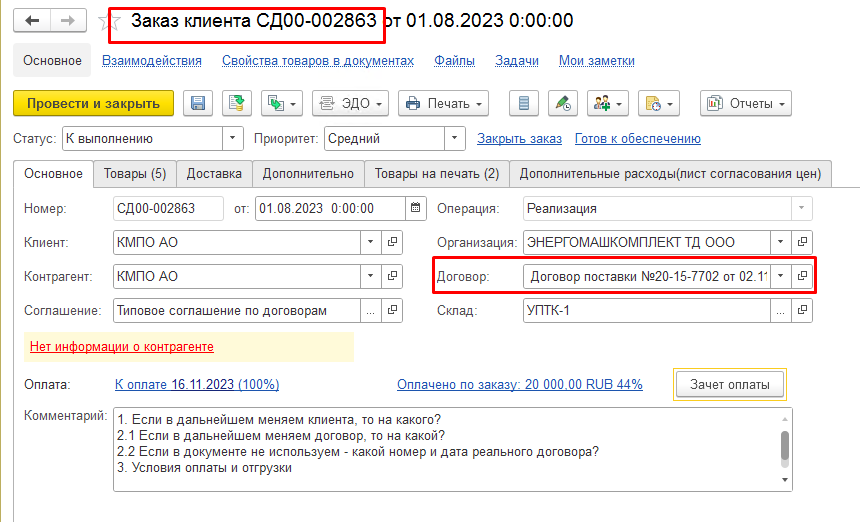 Заказ клиента СД00-002863 от 01.08.2023 0:00:00
Основное Взаимодействия Свойства товаров в документах Файлы Задачи Мои заметки
Провести и закрыть ЭДО Печать Отчеты
Статус: К выполнению Приоритет: Средний Закрыть заказ Готов к обеспечению
Основное Товары (5) Доставка Дополнительно Товары на печать (2) Дополнительные расходы(лист согласования цен)
Номер: СД00-002863 от: 01.08.2023 0:00:00 Операция: Реализация
Клиент: КМПО АО Организация: ЭНЕРГОМАШКОМПЛЕКТ ТД ООО
Контрагент: КМПО АО Договор: Договор поставки №20-15-7702 от 02.11
Соглашение: Типовое соглашение по договорам ... Склад: УПТК-1 ...
Нет информации о контрагенте
Оплата: К оплате 16.11.2023 (100%) Оплачено по заказу: 20 000,00 RUB 44% Зачет оплаты
Комментарий: 1. Если в дальнейшем меняем клиента, то на какого?
2.1 Если в дальнейшем меняем договор, то на какой?
2.2 Если в документе не используем - какой номер и дата реального договора?
3. Условия оплаты и отгрузки